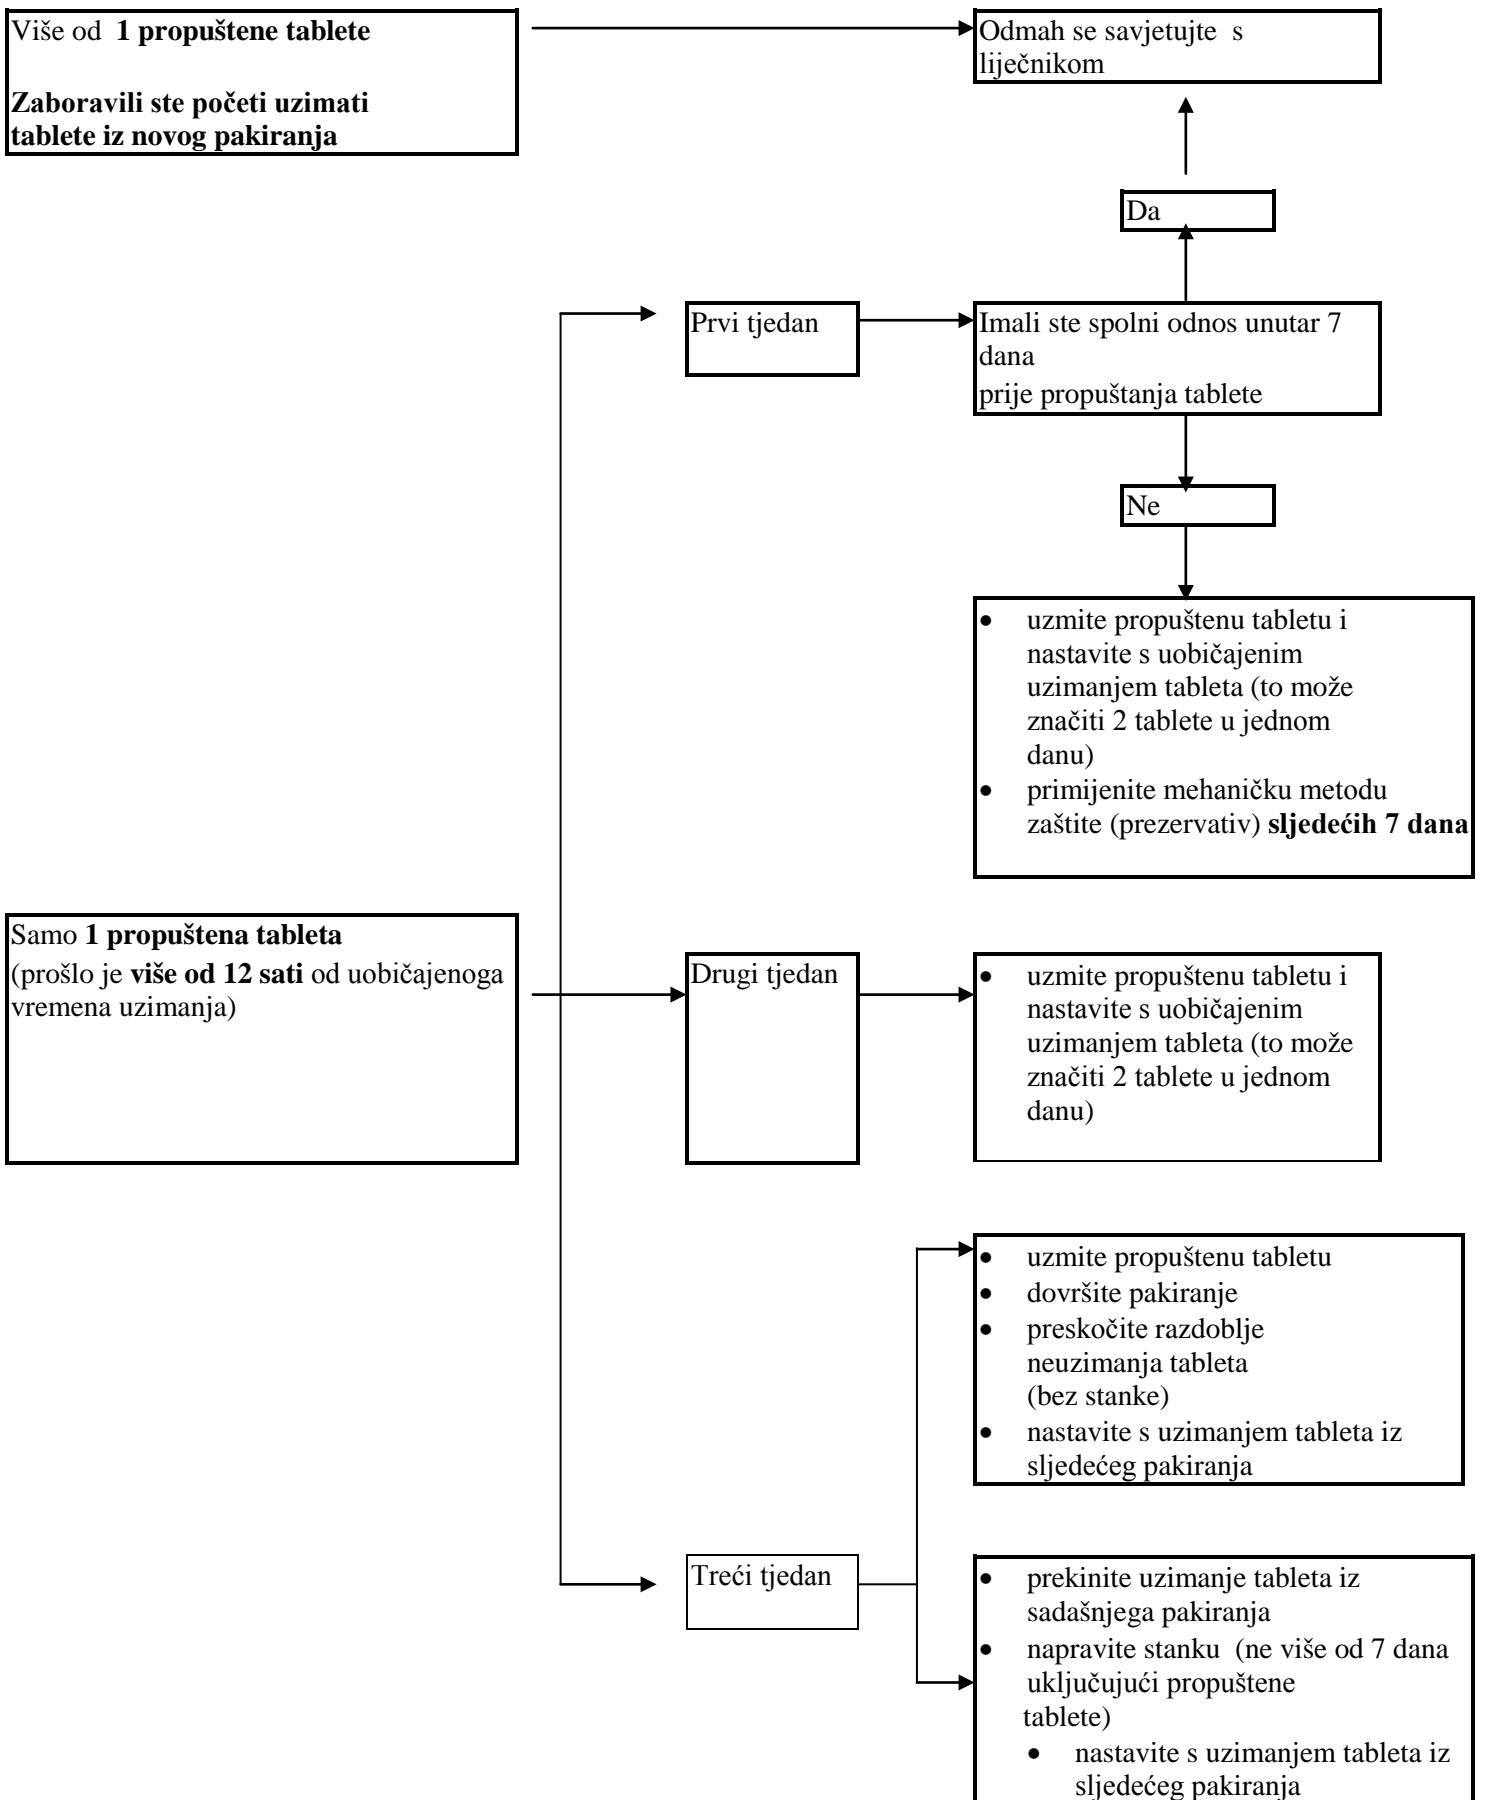 Više od  1 propuštene tablete
Zaboravili ste početi uzimati
tablete iz novog pakiranja
Odmah se savjetujte  s
liječnikom
Da
Prvi tjedan
Imali ste spolni odnos unutar 7
dana
prije propuštanja tablete
Ne
• uzmite propuštenu tabletu i
nastavite s uobičajenim
uzimanjem tableta (to može
značiti 2 tablete u jednom
danu)
• primijenite mehaničku metodu
zaštite (prezervativ) sljedećih 7 dana
Samo 1 propuštena tableta
(prošlo je više od 12 sati od uobičajenoga
vremena uzimanja)
Drugi tjedan
• uzmite propuštenu tabletu i
nastavite s uobičajenim
uzimanjem tableta (to može
značiti 2 tablete u jednom
danu)
• uzmite propuštenu tabletu
• dovršite pakiranje
• preskočite razdoblje
neuzimanja tableta
(bez stanke)
• nastavite s uzimanjem tableta iz
sljedećeg pakiranja
Treći tjedan
• prekinite uzimanje tableta iz
sadašnjega pakiranja
• napravite stanku  (ne više od 7 dana
uključujući propuštene
tablete)
• nastavite s uzimanjem tableta iz
sljedećeg pakiranja